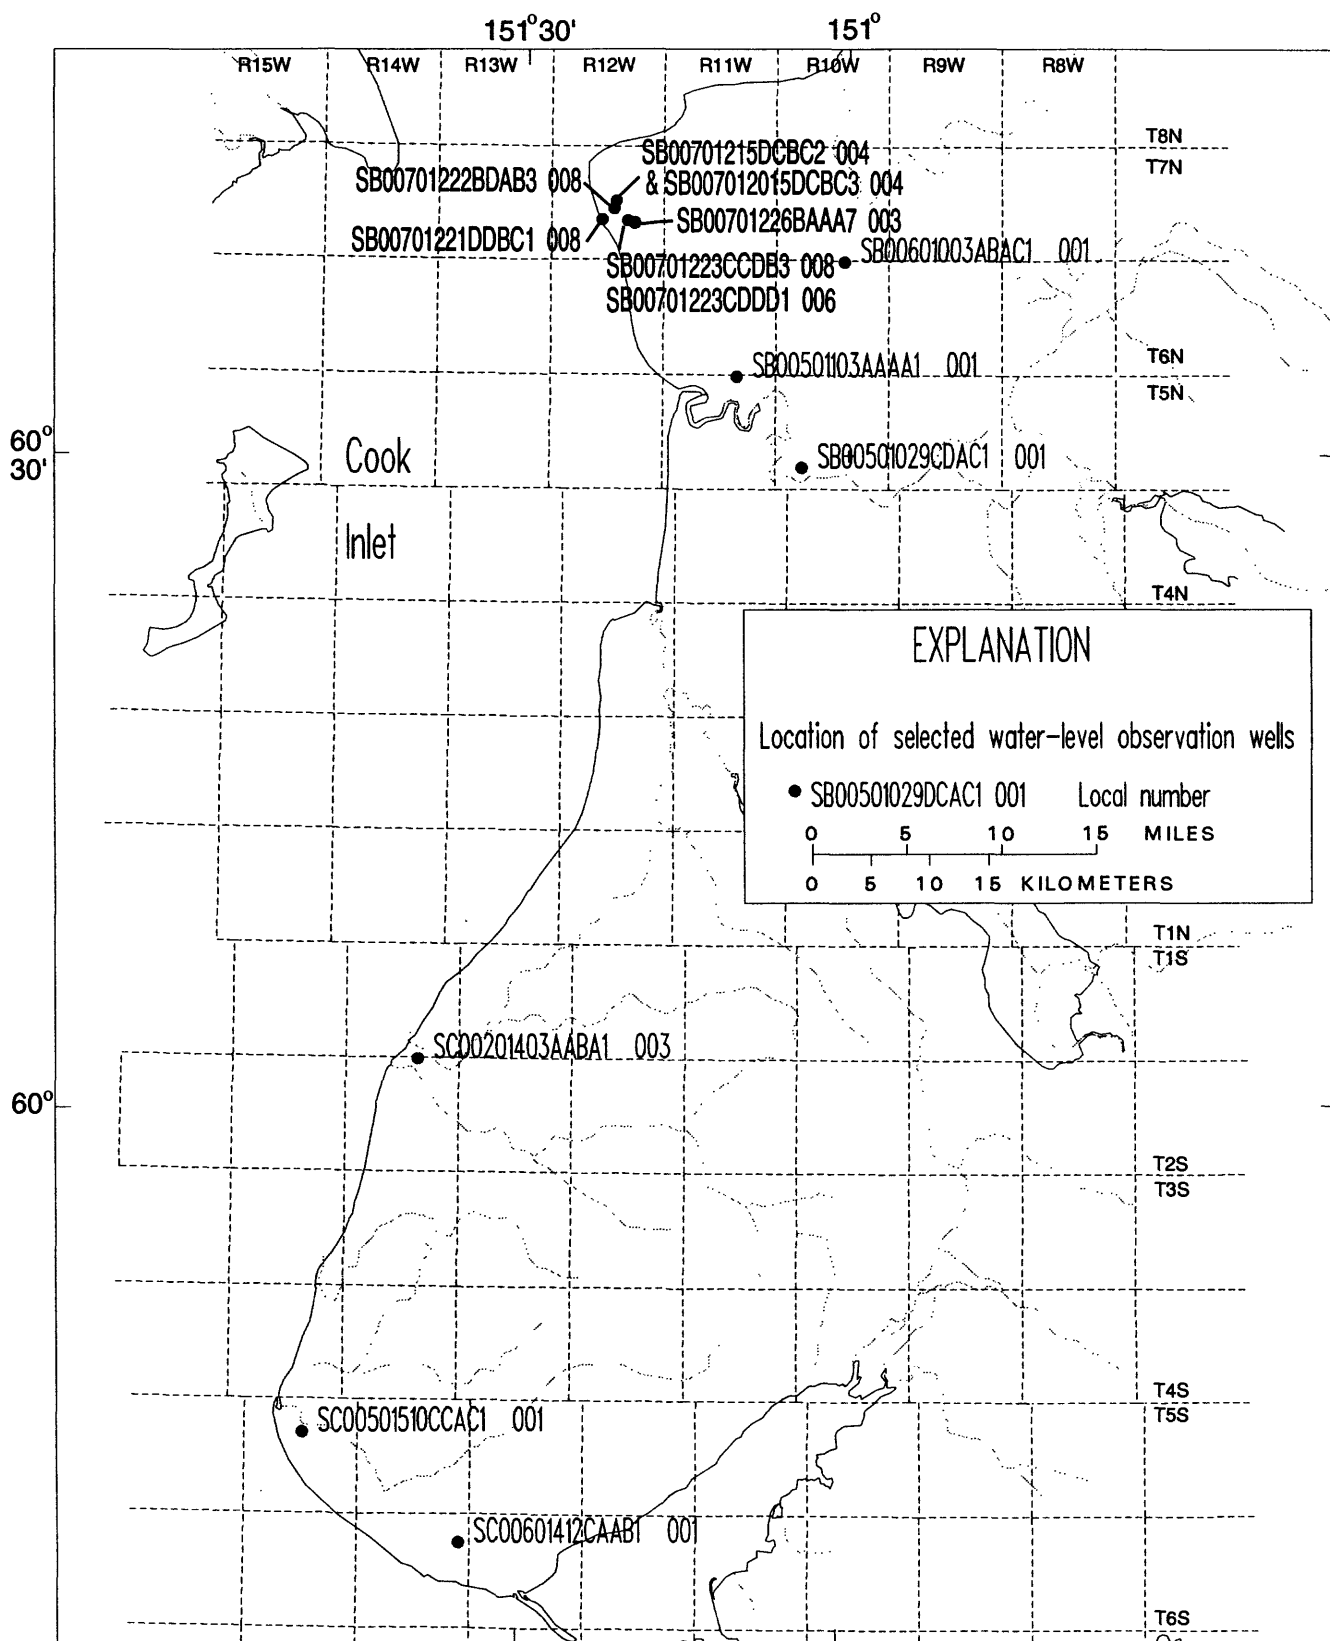 151°30' 151°
R15W R14W R13W R12W R11W R10W R9W R8W
T8N
T7N
SB00701215DCBC2 004
SB00701222BDAB3 008 & SB007012015DCBC3 004
SB00701226BAAA7 003
SB00701221DDBC1 008
SB00601003ABAC1 001
SB00701223CCDB3 008
SB00701223CDDD1 006
T6N
SB00501103AAAA1 001
T5N
60°
30'
Cook
SB00501029CDAC1 001
Inlet
T4N
EXPLANATION
Location of selected water-level observation wells
SB00501029DCAC1 001 Local number
0 5 10 15 MILES
0 5 10 15 KILOMETERS
T1N
T1S
SC00201403AABA1 003
60°
T2S
T3S
T4S
T5S
SC00501510CCAC1 001
SC00601412CAAB1 001
T6S